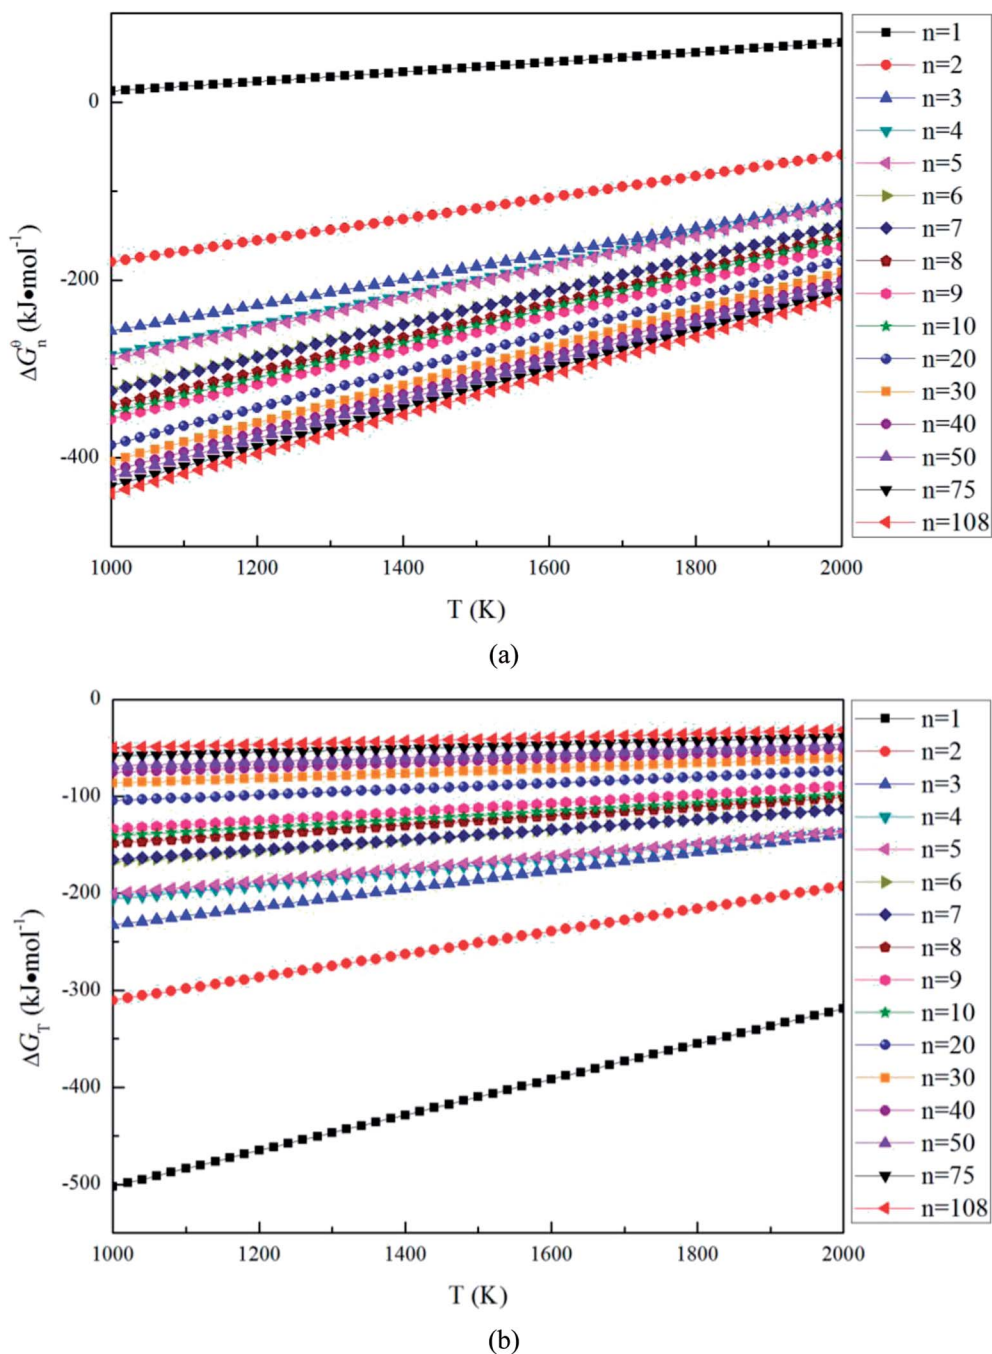 0
-200
-400
ΔG_n^θ (kJ•mol⁻¹)
1000 1200 1400 1600 1800 2000
T (K)
n=1
n=2
n=3
n=4
n=5
n=6
n=7
n=8
n=9
n=10
n=20
n=30
n=40
n=50
n=75
n=108
(a)
0
-100
-200
-300
-400
-500
ΔG_T (kJ•mol⁻¹)
1000 1200 1400 1600 1800 2000
T (K)
n=1
n=2
n=3
n=4
n=5
n=6
n=7
n=8
n=9
n=10
n=20
n=30
n=40
n=50
n=75
n=108
(b)